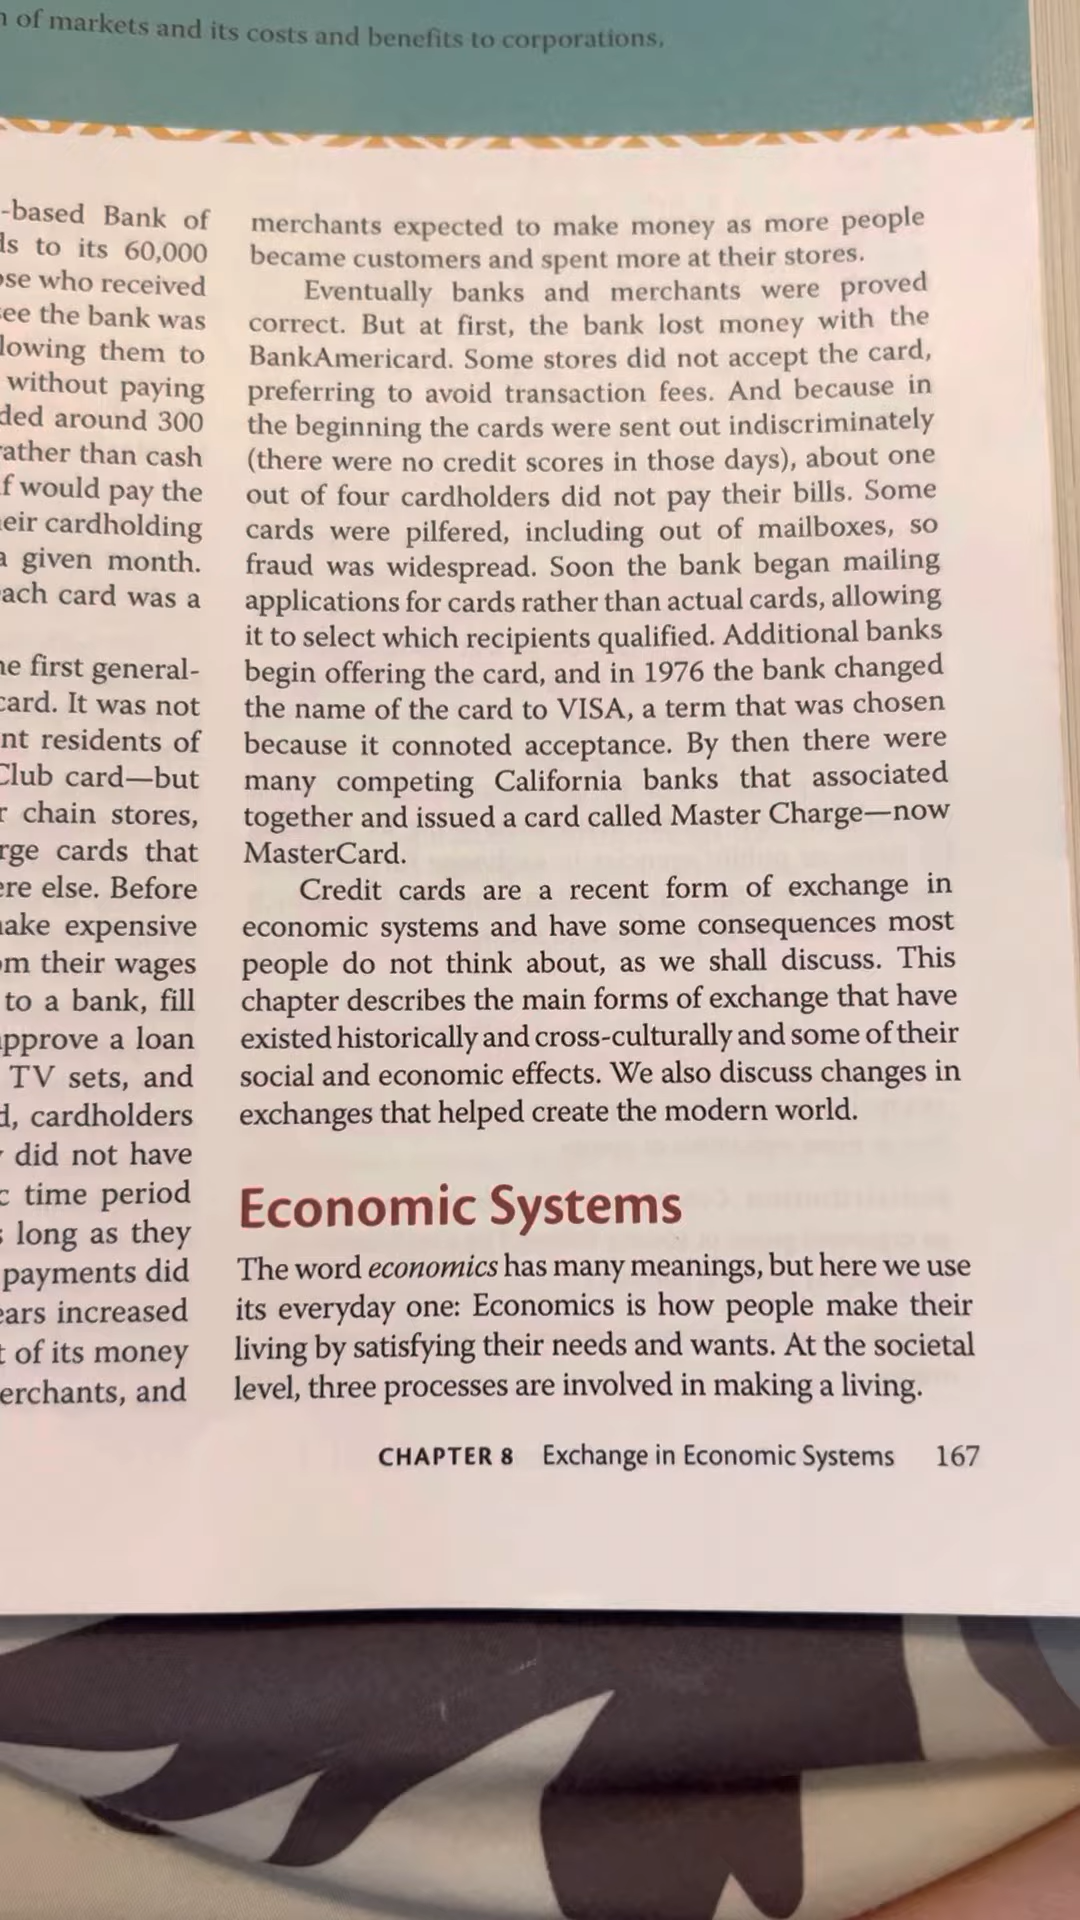 of markets and its costs and benefits to corporations.
-based Bank of
to its 60,000
who received
the bank was
them to
without paying
around 300
rather than cash
would pay the
cardholding
given month.
card was a
first general-
card. It was not
residents of
Club card—but
chain stores,
cards that
else. Before
expensive
their wages
to a bank, fill
approve a loan
TV sets, and
cardholders
did not have
time period
long as they
payments did
increased
of its money
and
merchants expected to make money as more people
became customers and spent more at their stores.
Eventually banks and merchants were proved
correct. But at first, the bank lost money with the
BankAmericard. Some stores did not accept the card,
preferring to avoid transaction fees. And because in
the beginning the cards were sent out indiscriminately
(there were no credit scores in those days), about one
out of four cardholders did not pay their bills. Some
cards were pilfered, including out of mailboxes, so
fraud was widespread. Soon the bank began mailing
applications for cards rather than actual cards, allowing
it to select which recipients qualified. Additional banks
begin offering the card, and in 1976 the bank changed
the name of the card to VISA, a term that was chosen
because it connoted acceptance. By then there were
many competing California banks that associated
together and issued a card called Master Charge—now
MasterCard.
Credit cards are a recent form of exchange in
economic systems and have some consequences most
people do not think about, as we shall discuss. This
chapter describes the main forms of exchange that have
existed historically and cross-culturally and some of their
social and economic effects. We also discuss changes in
exchanges that helped create the modern world.
Economic Systems
The word economics has many meanings, but here we use
its everyday one: Economics is how people make their
living by satisfying their needs and wants. At the societal
level, three processes are involved in making a living.
CHAPTER 8 Exchange in Economic Systems 167